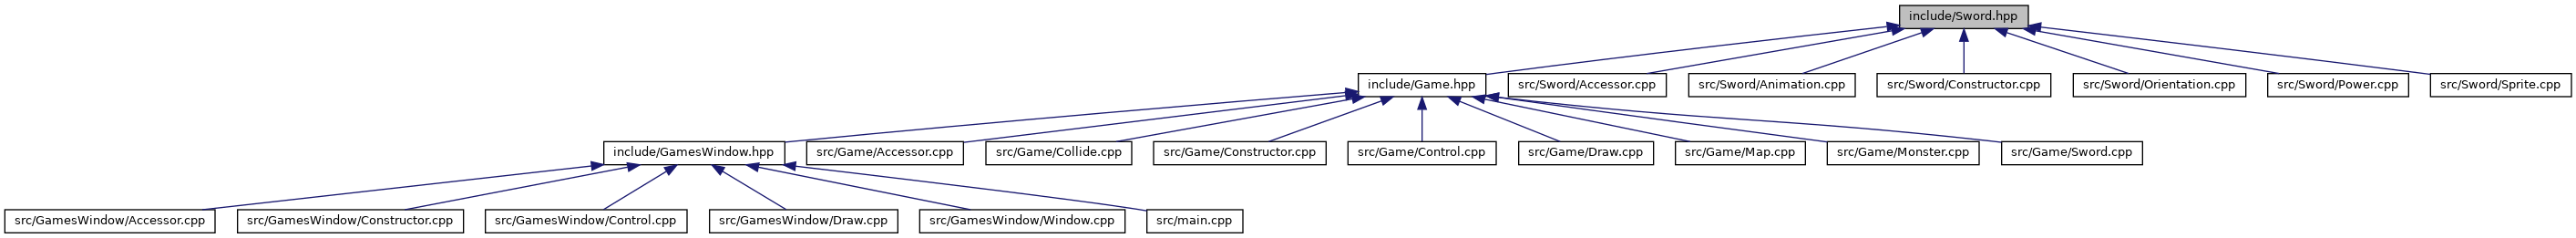 include/Sword.hpp
include/Game.hpp
src/Sword/Accessor.cpp
src/Sword/Animation.cpp
src/Sword/Constructor.cpp
src/Sword/Orientation.cpp
src/Sword/Power.cpp
src/Sword/Sprite.cpp
include/GamesWindow.hpp
src/Game/Accessor.cpp
src/Game/Collide.cpp
src/Game/Constructor.cpp
src/Game/Control.cpp
src/Game/Draw.cpp
src/Game/Map.cpp
src/Game/Monster.cpp
src/Game/Sword.cpp
src/GamesWindow/Accessor.cpp
src/GamesWindow/Constructor.cpp
src/GamesWindow/Control.cpp
src/GamesWindow/Draw.cpp
src/GamesWindow/Window.cpp
src/main.cpp